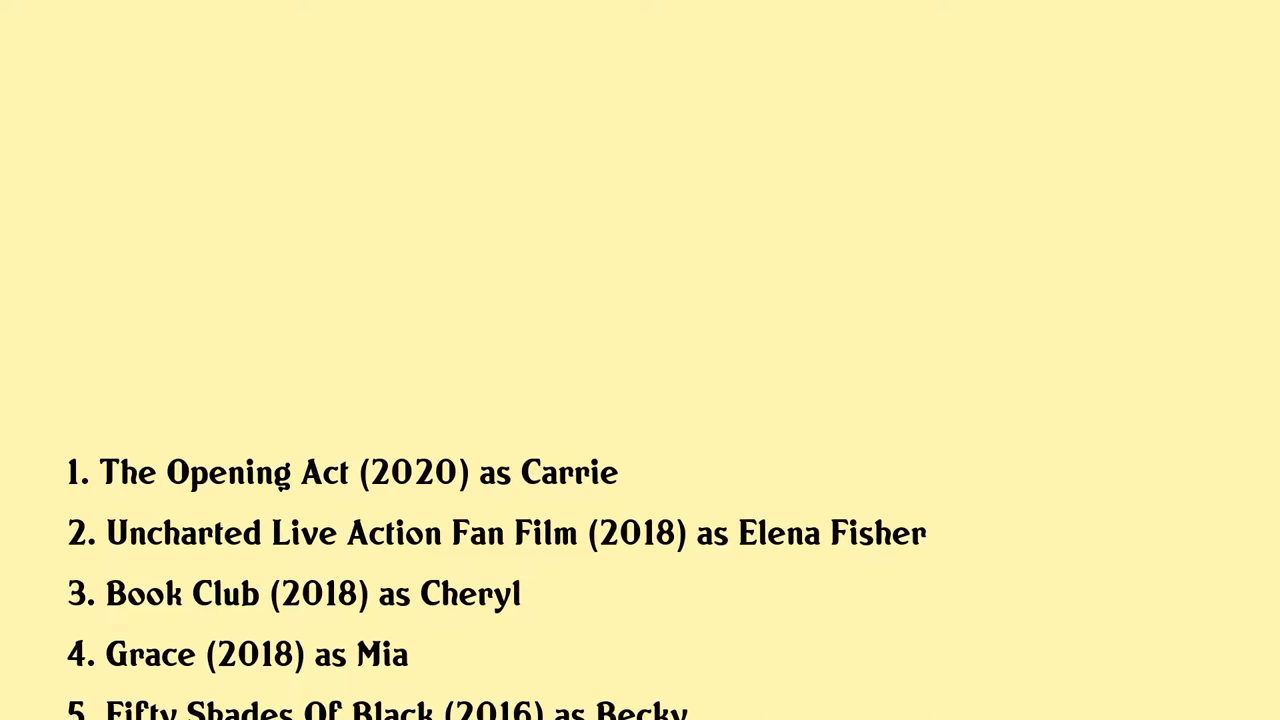 1. The Opening Act (2020) as Carrie
2. Uncharted Live Action Fan Film (2018) as Elena Fisher
3. Book Club (2018) as Cheryl
4. Grace (2018) as Mia
5. Fifty Shades Of Black (2016) as Becky